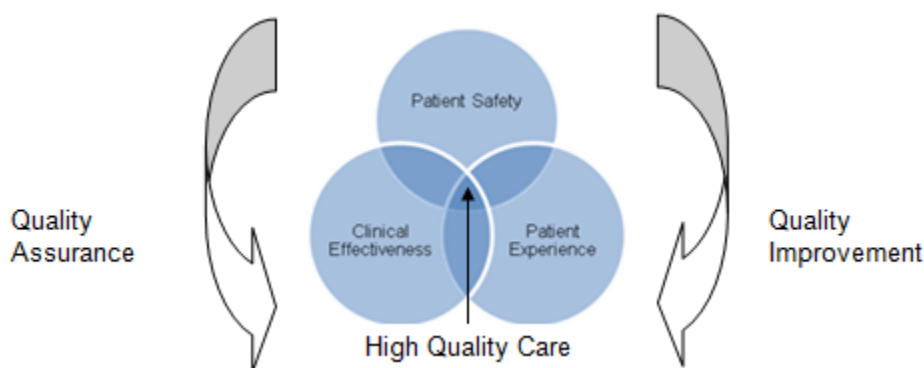 Patient Safety
Clinical
Effectiveness
Patient
Experience
Quality
Assurance
Quality
Improvement
High Quality Care